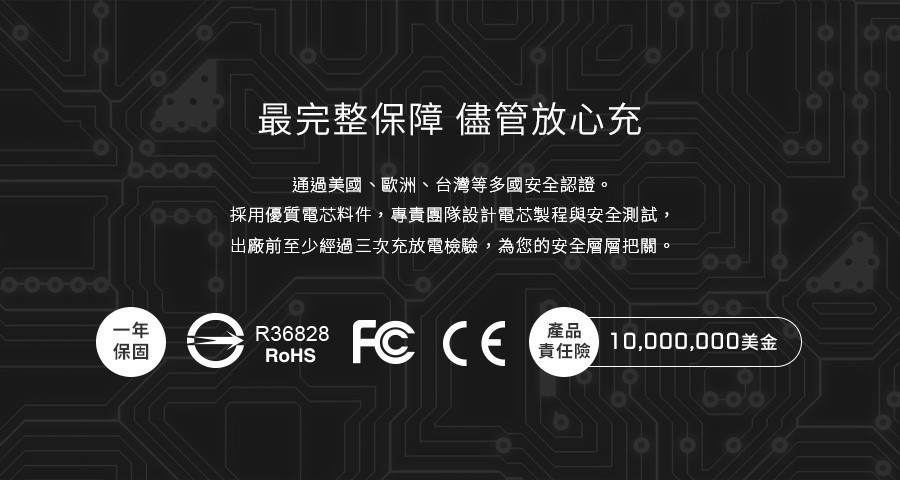 最完整保障 儘管放心充
通過美國、歐洲、台灣等多國安全認證。
採用優質電芯料件，專責團隊設計電芯製程與安全測試，
出廠前至少經過三次充放電檢驗，為您的安全層層把關。
一年
保固
R36828
RoHS
FC
CE
產品
責任險
10,000,000美金